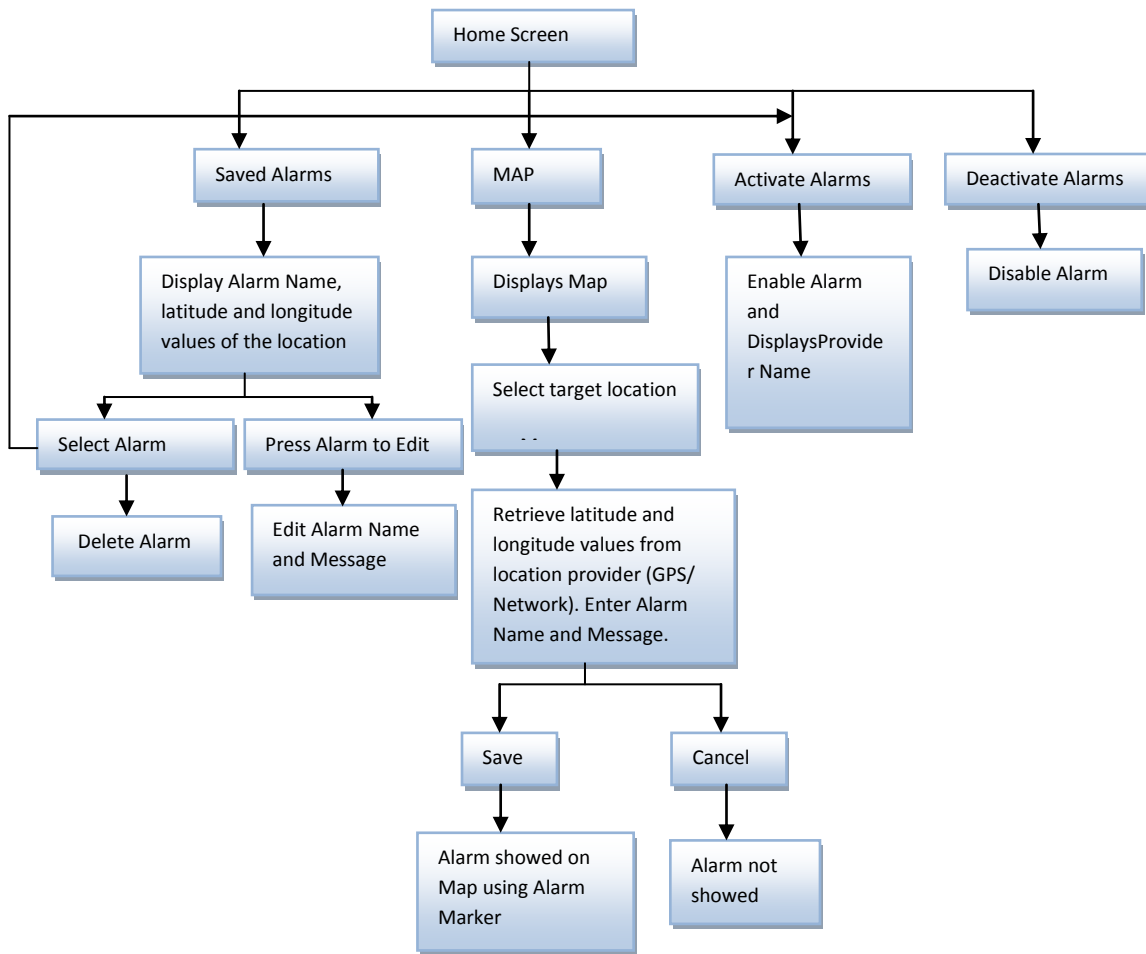 Home Screen
Saved Alarms
MAP
Activate Alarms
Deactivate Alarms
Display Alarm Name,
latitude and longitude
values of the location
Displays Map
Enable Alarm
and
DisplaysProvide
r Name
Disable Alarm
Select target location
Select Alarm
Press Alarm to Edit
Delete Alarm
Edit Alarm Name
and Message
Retrieve latitude and
longitude values from
location provider (GPS/
Network). Enter Alarm
Name and Message.
Save
Cancel
Alarm showed on
Map using Alarm
Marker
Alarm not
showed